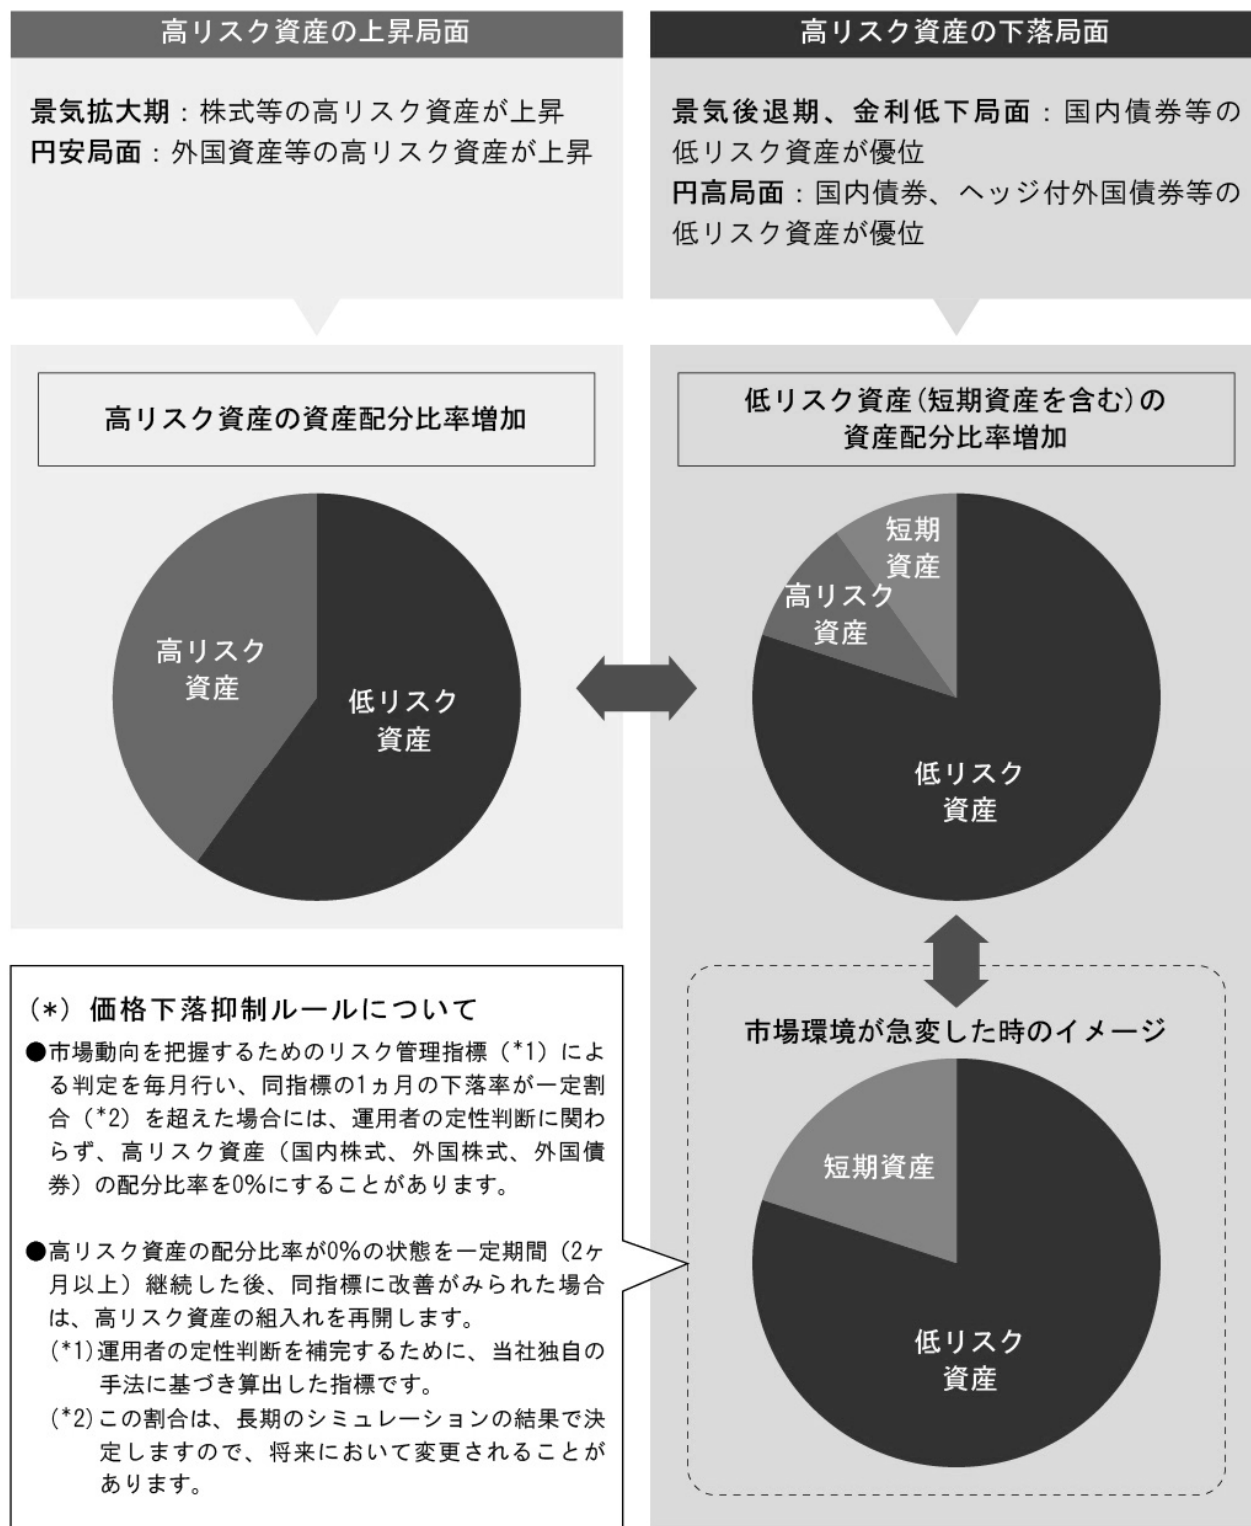 高リスク資産の上昇局面
景気拡大期：株式等の高リスク資産が上昇
円安局面：外国資産等の高リスク資産が上昇
高リスク資産の下落局面
景気後退期、金利低下局面：国内債券等の
低リスク資産が優位
円高局面：国内債券、ヘッジ付外国債券等の
低リスク資産が優位
高リスク資産の資産配分比率増加
高リスク
資産
低リスク
資産
低リスク資産(短期資産を含む)の
資産配分比率増加
短期
資産
高リスク
資産
低リスク
資産
(*) 価格下落抑制ルールについて
●市場動向を把握するためのリスク管理指標（*1）によ
る判定を毎月行い、同指標の1ヵ月の下落率が一定割
合（*2）を超えた場合には、運用者の定性判断に関わ
らず、高リスク資産（国内株式、外国株式、外国債
券）の配分比率を0%にすることがあります。
●高リスク資産の配分比率が0%の状態を一定期間（2ヶ
月以上）継続した後、同指標に改善がみられた場合
は、高リスク資産の組入れを再開します。
(*1)運用者の定性判断を補完するために、当社独自の
手法に基づき算出した指標です。
(*2)この割合は、長期のシミュレーションの結果で決
定しますので、将来において変更されることが
あります。
市場環境が急変した時のイメージ
短期資産
低リスク
資産